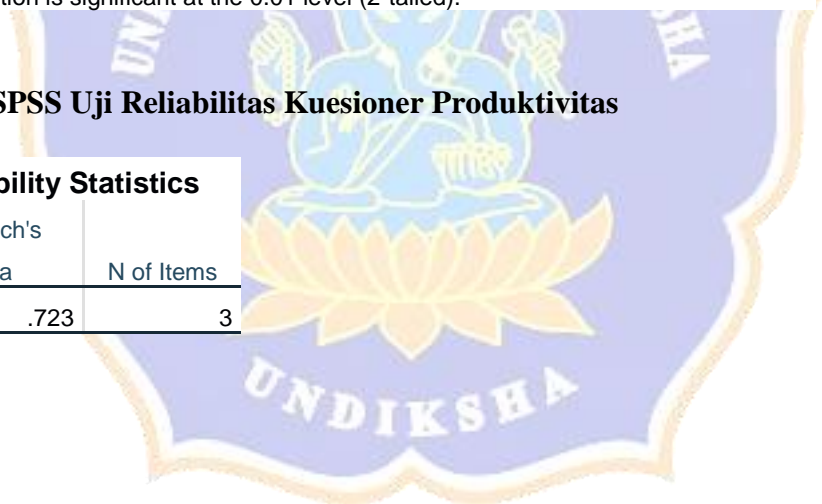 tion is significant at the 0.01 level (2-tailed).
SPSS Uji Reliabilitas Kuesioner Produktivitas
bility Statistics
ch's
a N of Items
.723 3
UNDIKSHA